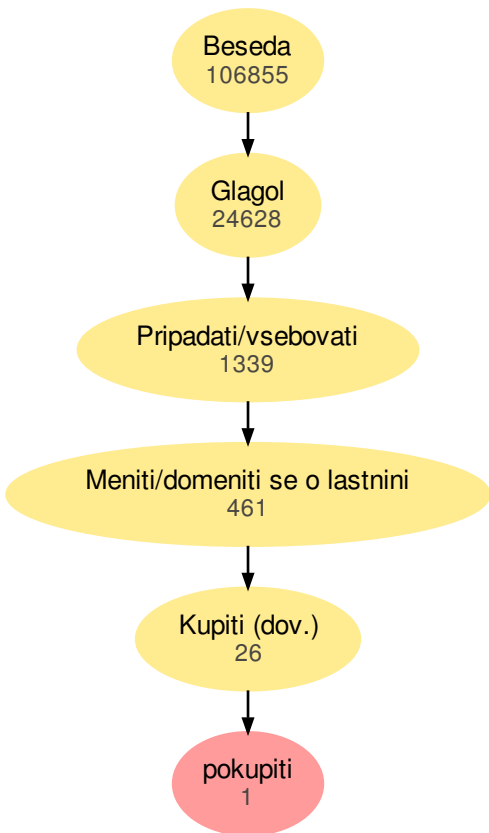 Beseda
106855
Glagol
24628
Pripadati/vsebovati
1339
Meniti/domeniti se o lastnini
461
Kupiti (dov.)
26
pokupiti
1